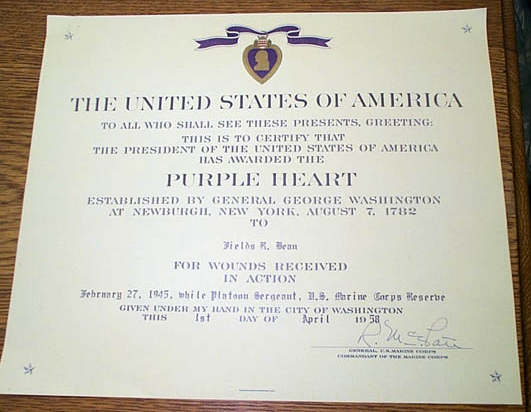 THE UNITED STATES OF AMERICA
TO ALL WHO SHALL SEE THESE PRESENTS, GREETING:
THIS IS TO CERTIFY THAT
THE PRESIDENT OF THE UNITED STATES OF AMERICA
HAS AWARDED THE
PURPLE HEART
ESTABLISHED BY GENERAL GEORGE WASHINGTON
AT NEWBURGH, NEW YORK, AUGUST 7, 1782
TO
Fields R. Bean
FOR WOUNDS RECEIVED
IN ACTION
February 27, 1945, while Platoon Sergeant, U.S. Marine Corps Reserve
GIVEN UNDER MY HAND IN THE CITY OF WASHINGTON
THIS 1st DAY OF April 1958
GENERAL, U.S. MARINE CORPS
COMMANDANT OF THE MARINE CORPS